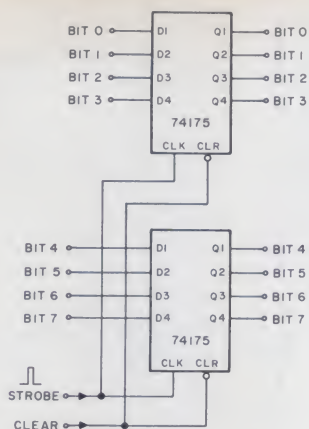 BIT 0 D1 Q1 BIT 0
BIT 1 D2 Q2 BIT 1
BIT 2 D3 Q3 BIT 2
BIT 3 D4 Q4 BIT 3
74175
CLK CLR
BIT 4 D1 Q1 BIT 4
BIT 5 D2 Q2 BIT 5
BIT 6 D3 Q3 BIT 6
BIT 7 D4 Q4 BIT 7
74175
CLK CLR
STROBE
CLEAR